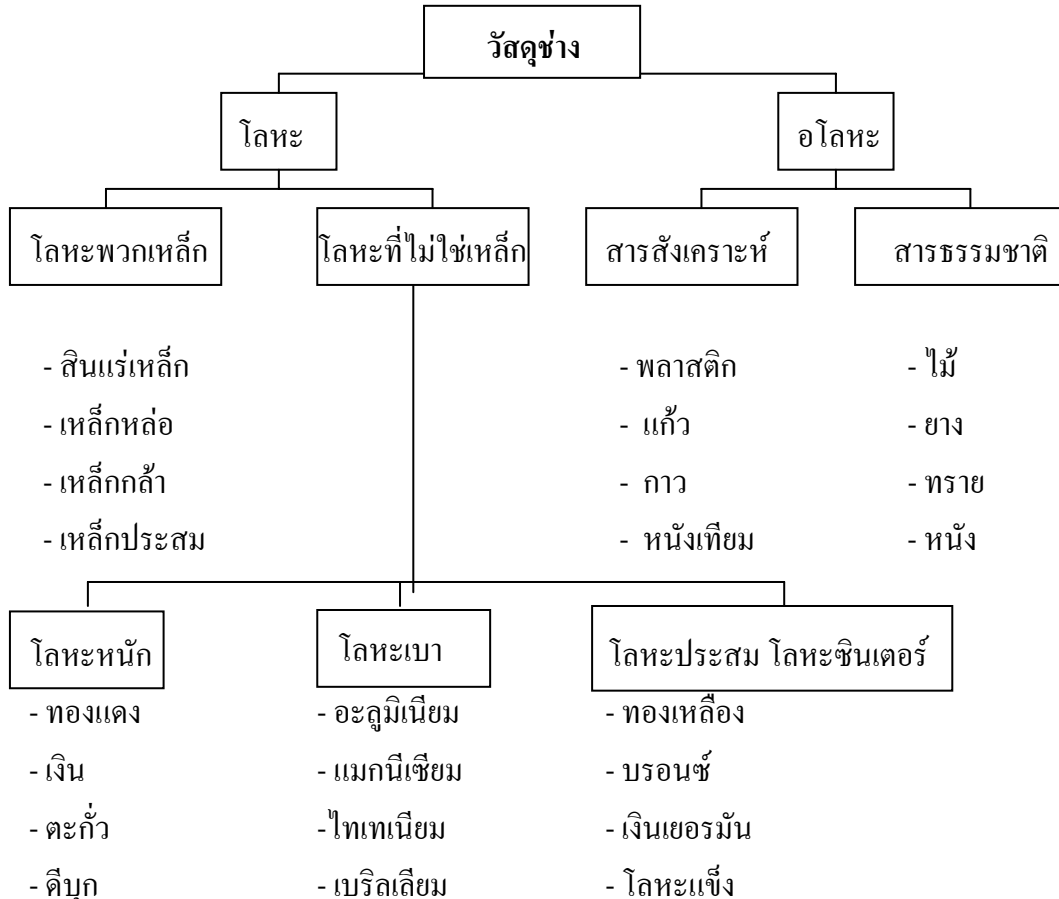 วัสดุช่าง
โลหะ
อโลหะ
โลหะพวกเหล็ก
โลหะที่ไม่ใช่เหล็ก
สารสังเคราะห์
สารธรรมชาติ
- สินแร่เหล็ก
- เหล็กหล่อ
- เหล็กกล้า
- เหล็กประสม
- พลาสติก
- แก้ว
- กาว
- หนังเทียม
- ไม้
- ยาง
- ทราย
- หนัง
โลหะหนัก
- ทองแดง
- เงิน
- ตะกั่ว
- ดีบุก
โลหะเบา
- อะลูมิเนียม
- แมกนีเซียม
-ไทเทเนียม
- เบริลเลียม
โลหะประสม โลหะซินเตอร์
- ทองเหลือง
- บรอนซ์
- เงินเยอรมัน
- โลหะแข็ง